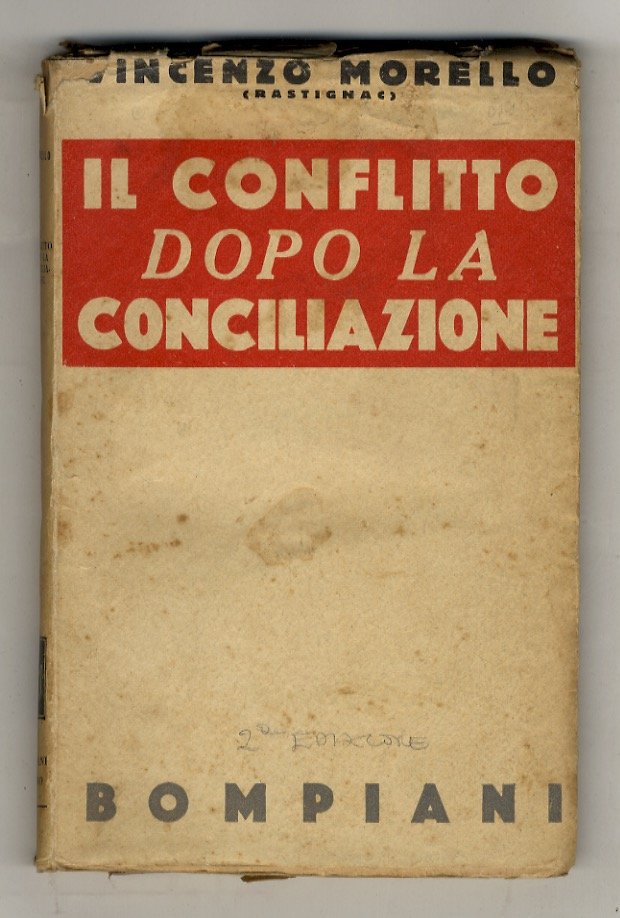 VINCENZO MORELLO
(RASTIGNAC)
IL CONFLITTO
DOPO LA
CONCILIAZIONE
2a EDIZIONE
BOMPIANI